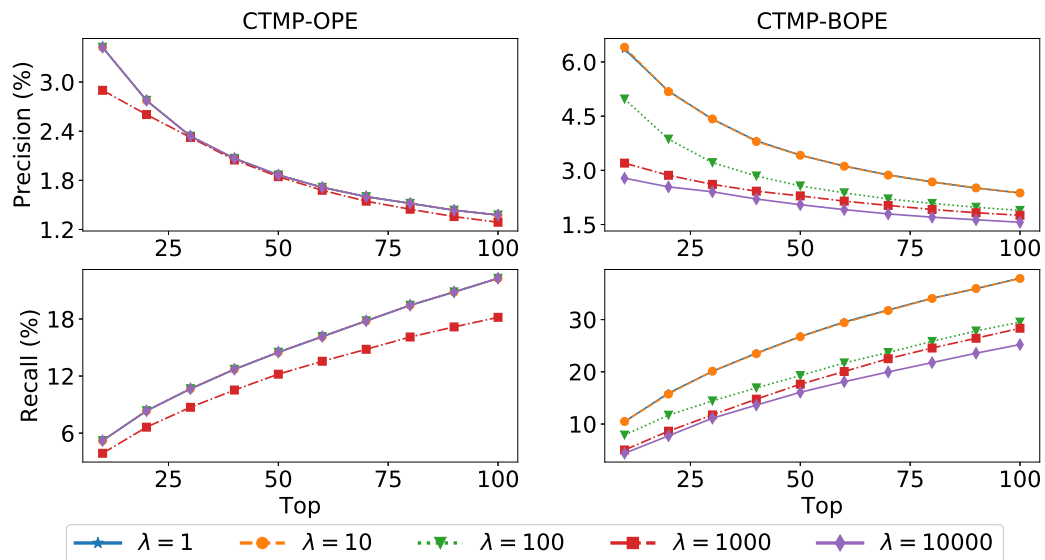 CTMP-OPE
CTMP-BOPE
Precision (%)
3.0
2.4
1.8
1.2
25
50
75
100
6.0
4.5
3.0
1.5
25
50
75
100
Recall (%)
18
12
6
25
50
75
100
Top
30
20
10
25
50
75
100
Top
λ = 1
λ = 10
λ = 100
λ = 1000
λ = 10000